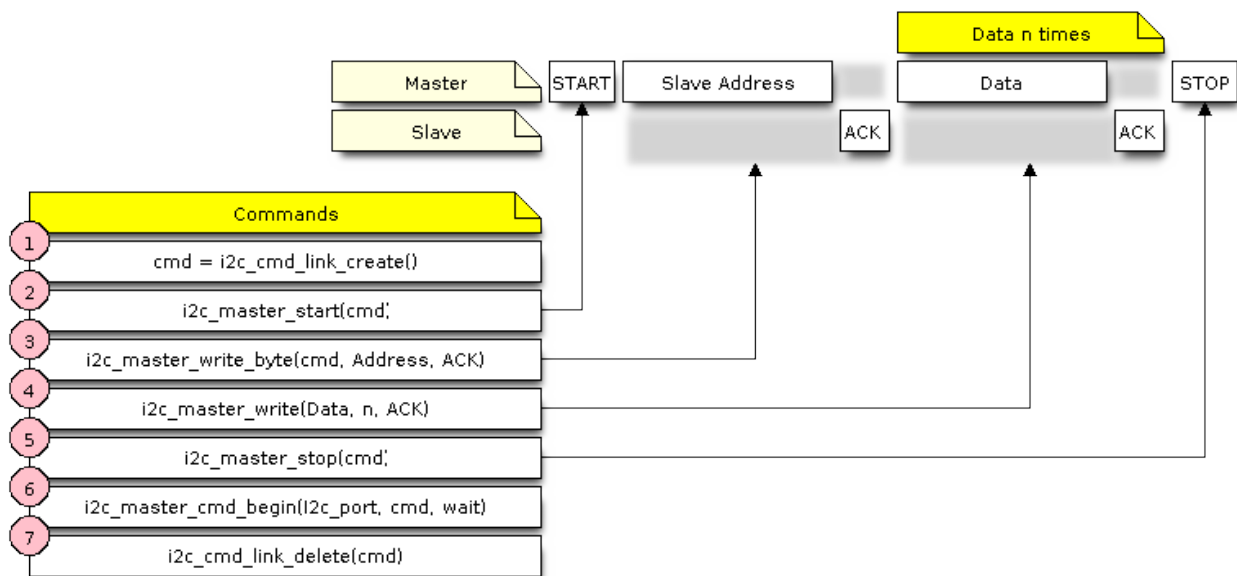 Data n times
Master START Slave Address Data STOP
Slave ACK ACK
Commands
1
cmd = i2c_cmd_link_create()
2
i2c_master_start(cmd)
3
i2c_master_write_byte(cmd, Address, ACK)
4
i2c_master_write(Data, n, ACK)
5
i2c_master_stop(cmd)
6
i2c_master_cmd_begin(I2c_port, cmd, wait)
7
i2c_cmd_link_delete(cmd)